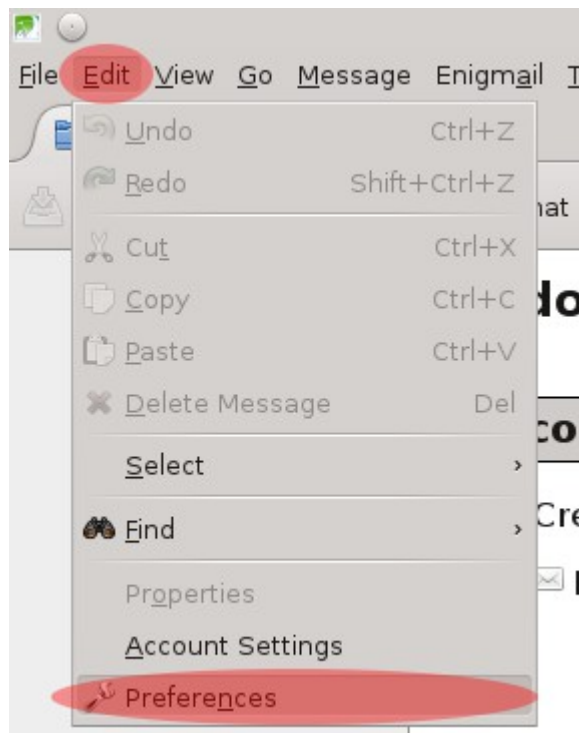 File Edit View Go Message Enigmail T
Undo Ctrl+Z
Redo Shift+Ctrl+Z
Cut Ctrl+X
Copy Ctrl+C
Paste Ctrl+V
Delete Message Del
Select
Find
Properties
Account Settings
Preferences